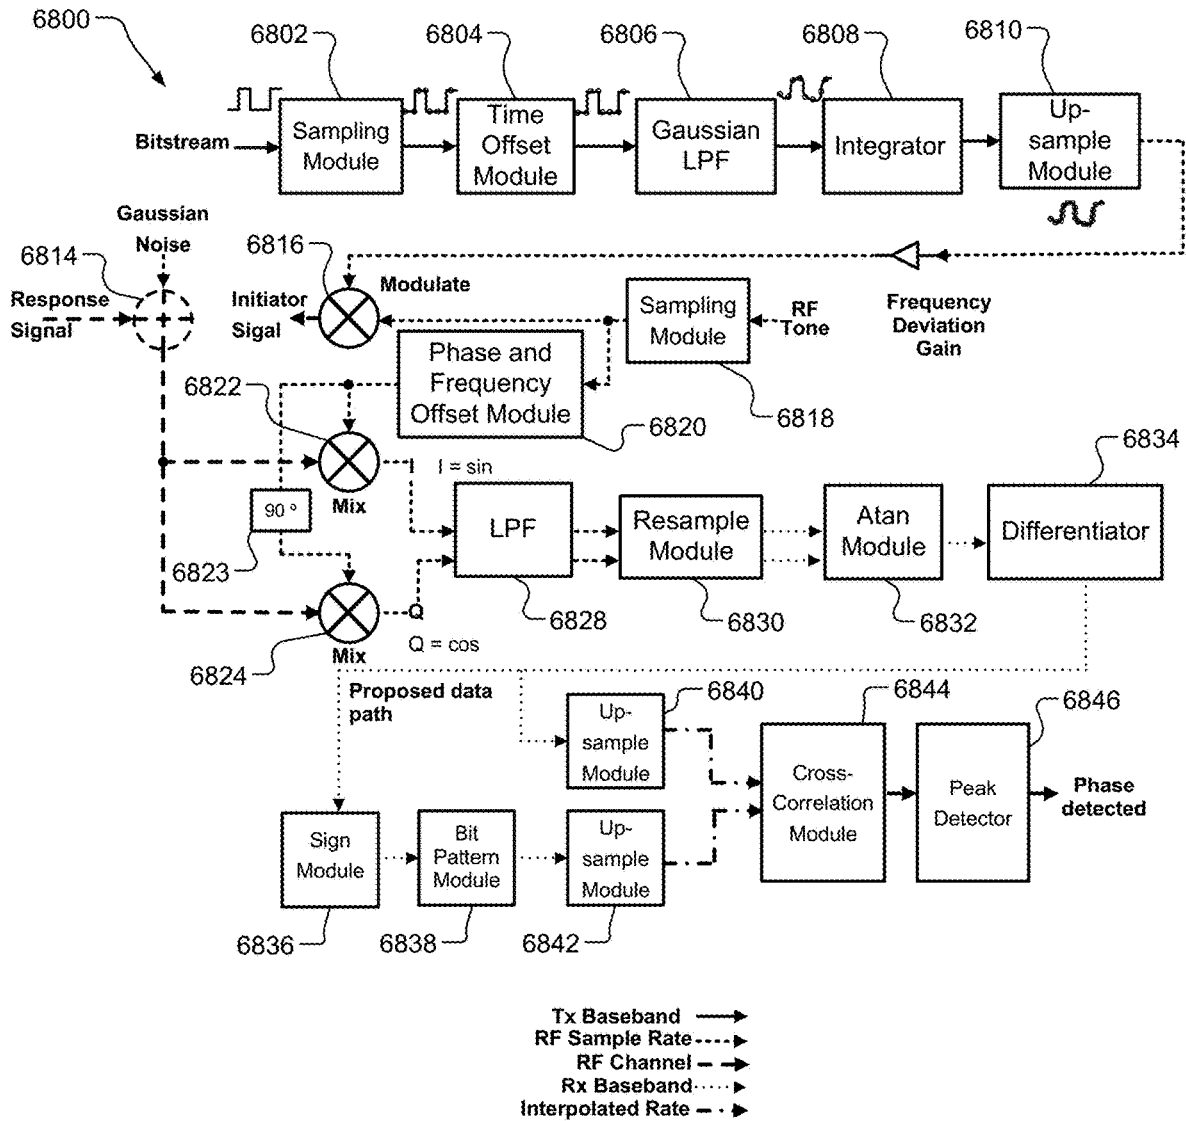 6800
6802
6804
6806
6808
6810
Bitstream
Sampling
Module
Time
Offset
Module
Gaussian
LPF
Integrator
Up-
sample
Module
Gaussian
Noise
6814
Response
Signal
6816
Initiator
Sigal
Modulate
Sampling
Module
RF
Tone
Frequency
Deviation
Gain
6818
Phase and
Frequency
Offset Module
6820
6822
Mix
I = sin
I
90 °
6823
6824
Mix
Q
Q = cos
LPF
6828
Resample
Module
6830
Atan
Module
6832
Differentiator
6834
Proposed data
path
Up-
sample
Module
6840
Sign
Module
6836
Bit
Pattern
Module
6838
Up-
sample
Module
6842
Cross-
Correlation
Module
6844
Peak
Detector
6846
Phase
detected
Tx Baseband
RF Sample Rate
RF Channel
Rx Baseband
Interpolated Rate